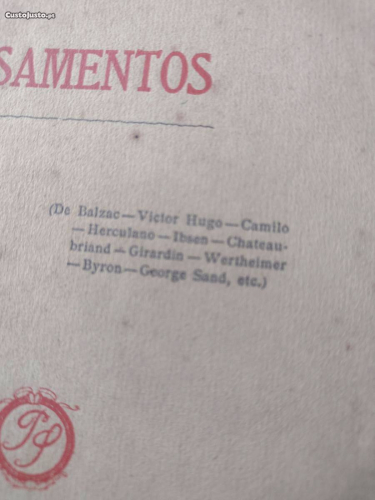 CustoJusto.pt
SAMENTOS
(De Balzac—Victor Hugo—Camilo
—Herculano—Ibsen—Chateau-
briand—Girardin—Wertheimer
—Byron—George Sand, etc.)